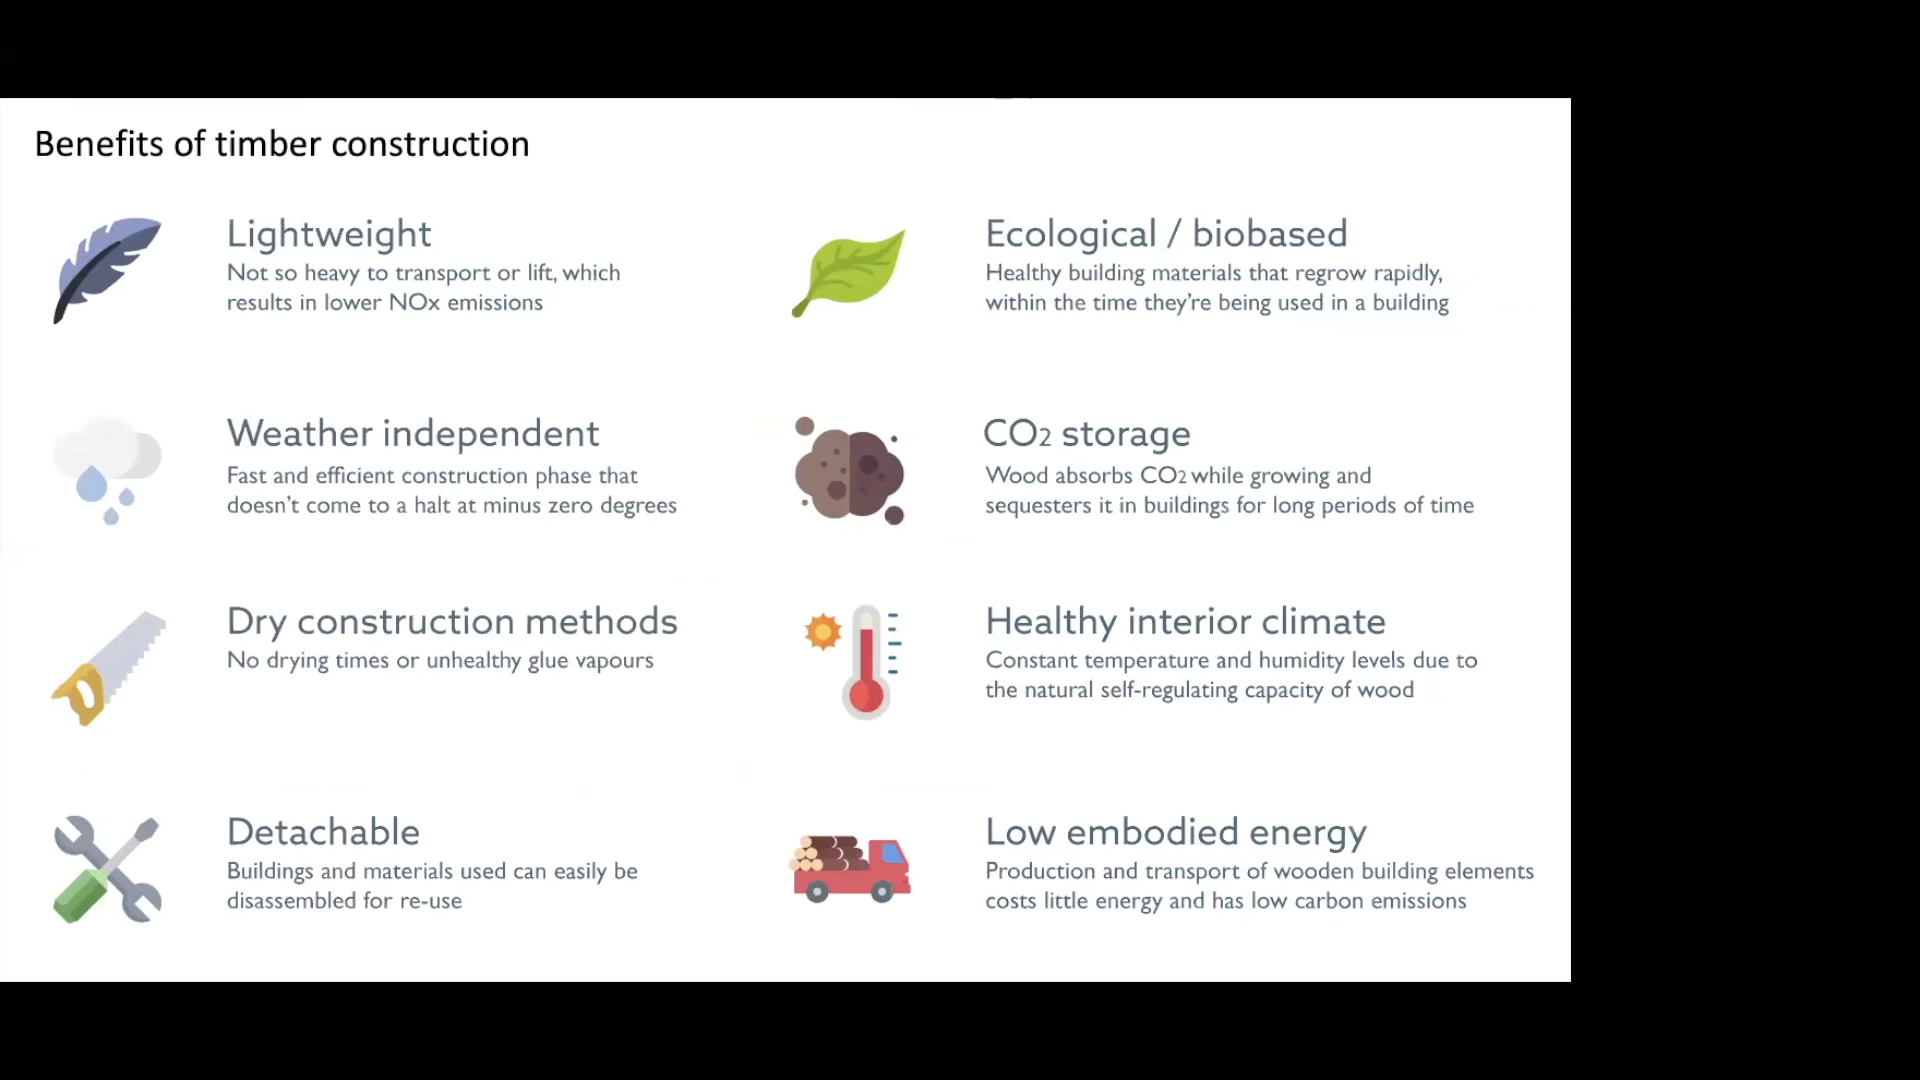 Benefits of timber construction
Lightweight
Not so heavy to transport or lift, which
results in lower NOx emissions
Ecological / biobased
Healthy building materials that regrow rapidly,
within the time they're being used in a building
Weather independent
Fast and efficient construction phase that
doesn't come to a halt at minus zero degrees
CO2 storage
Wood absorbs CO2 while growing and
sequesters it in buildings for long periods of time
Dry construction methods
No drying times or unhealthy glue vapours
Healthy interior climate
Constant temperature and humidity levels due to
the natural self-regulating capacity of wood
Detachable
Buildings and materials used can easily be
disassembled for re-use
Low embodied energy
Production and transport of wooden building elements
costs little energy and has low carbon emissions